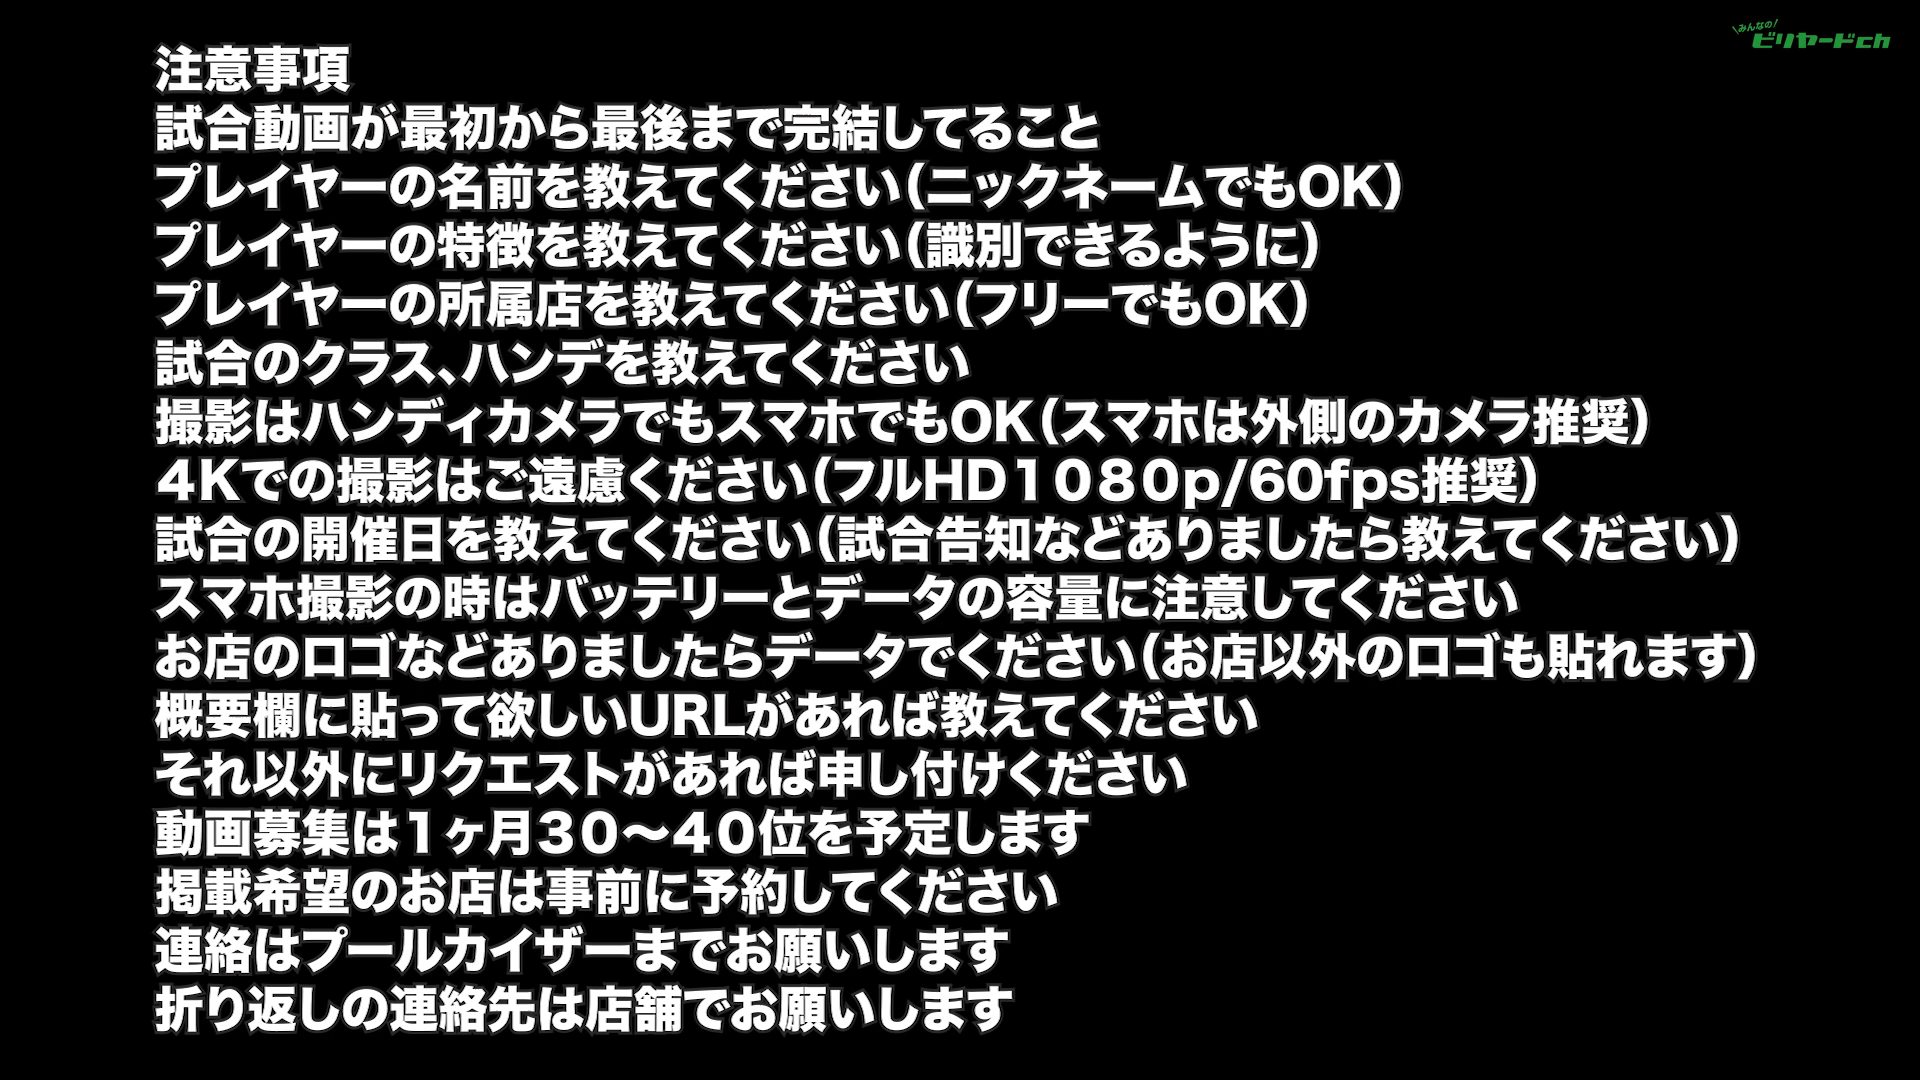 \みんなの/
ビリヤードch
注意事項
試合動画が最初から最後まで完結してること
プレイヤーの名前を教えてください（ニックネームでもOK）
プレイヤーの特徴を教えてください（識別できるように）
プレイヤーの所属店を教えてください（フリーでもOK）
試合のクラス、ハンデを教えてください
撮影はハンディカメラでもスマホでもOK（スマホは外側のカメラ推奨）
４Kでの撮影はご遠慮ください（フルHD１０８０p/60fps推奨）
試合の開催日を教えてください（試合告知などありましたら教えてください）
スマホ撮影の時はバッテリーとデータの容量に注意してください
お店のロゴなどありましたらデータでください（お店以外のロゴも貼れます）
概要欄に貼って欲しいURLがあれば教えてください
それ以外にリクエストがあれば申し付けください
動画募集は１ヶ月３０〜４０位を予定します
掲載希望のお店は事前に予約してください
連絡はプールカイザーまでお願いします
折り返しの連絡先は店舗でお願いします